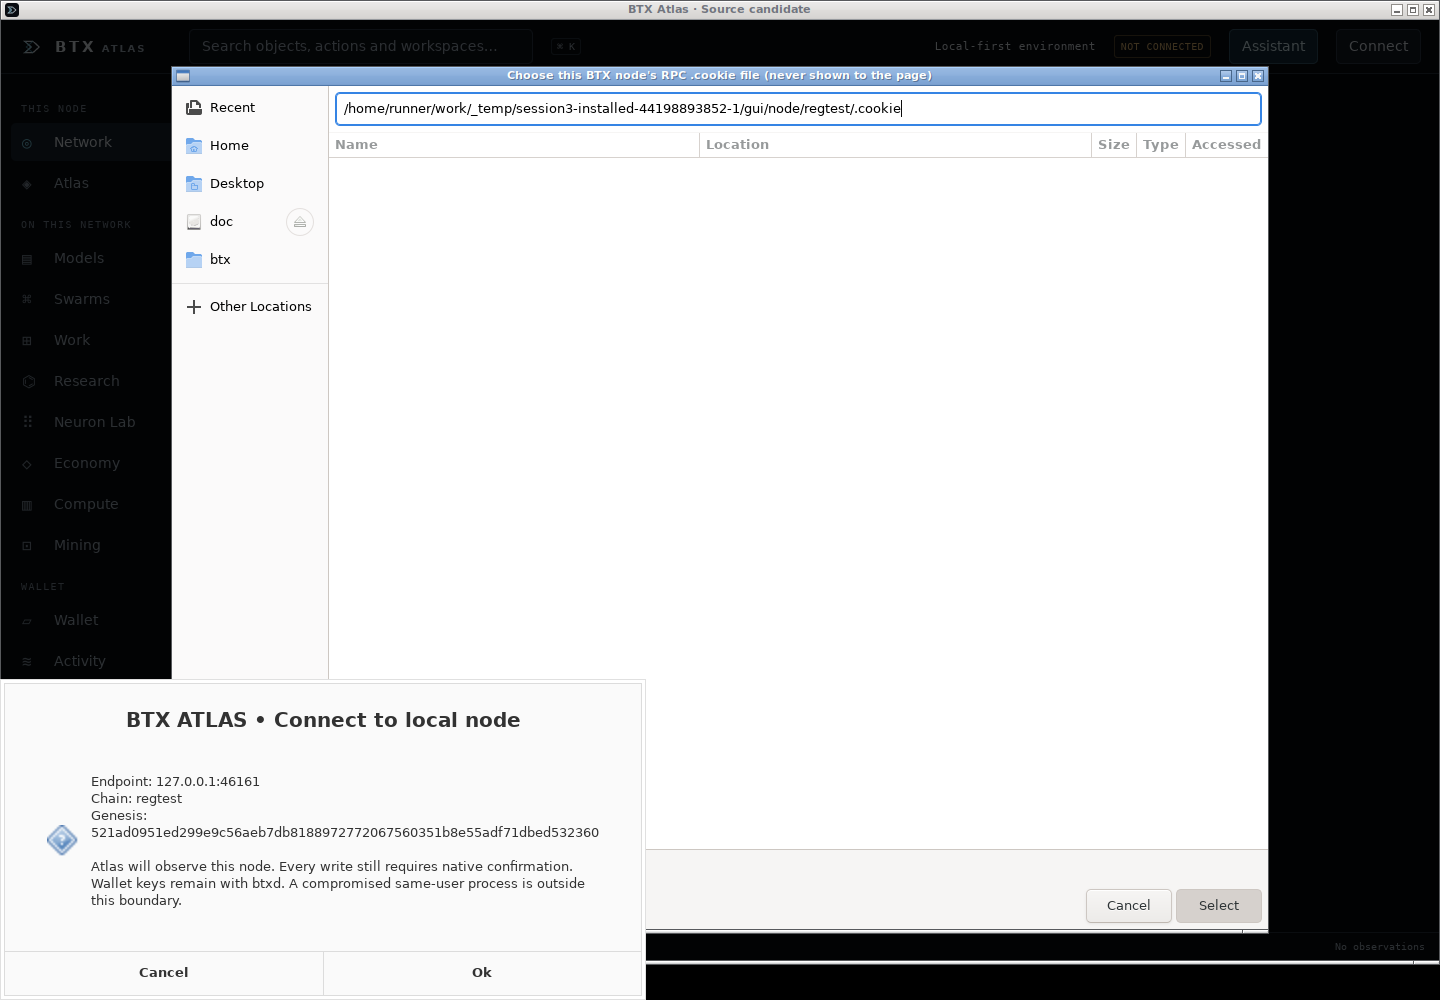 BTX Atlas · Source candidate
BTX ATLAS
Search objects, actions and workspaces...
⌘ K
Local-first environment
NOT CONNECTED
Assistant
Connect
THIS NODE
Network
Atlas
ON THIS NETWORK
Models
Swarms
Work
Research
Neuron Lab
Economy
Compute
Mining
WALLET
Wallet
Activity
Choose this BTX node's RPC .cookie file (never shown to the page)
Recent
Home
Desktop
doc
btx
Other Locations
/home/runner/work/_temp/session3-installed-44198893852-1/gui/node/regtest/.cookie
Name Location Size Type Accessed
Cancel Select
No observations
BTX ATLAS • Connect to local node
Endpoint: 127.0.0.1:46161
Chain: regtest
Genesis:
521ad0951ed299e9c56aeb7db8188972772067560351b8e55adf71dbed532360
Atlas will observe this node. Every write still requires native confirmation.
Wallet keys remain with btxd. A compromised same-user process is outside
this boundary.
Cancel Ok